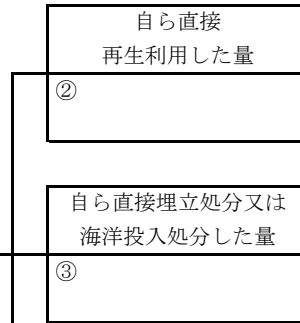 自ら直接
再生利用した量
②
自ら直接埋立処分又は
海洋投入処分した量
③